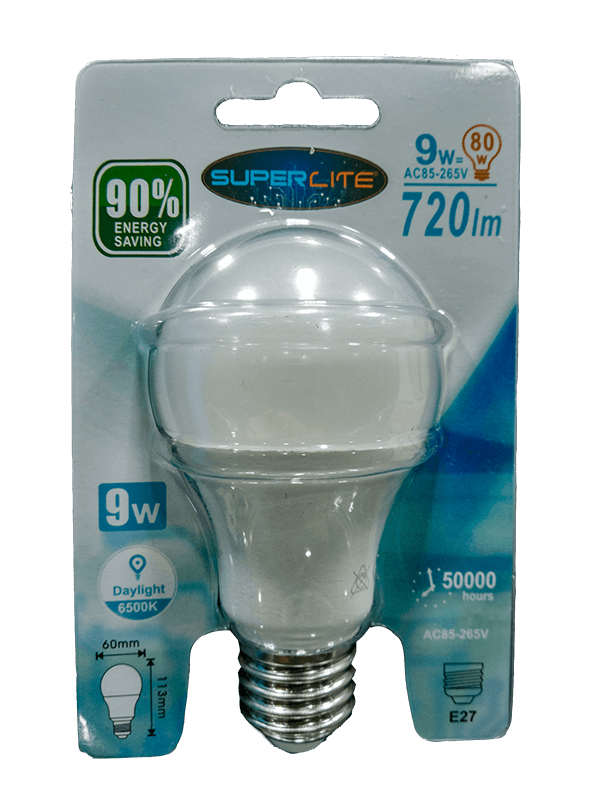 90%
ENERGY
SAVING
SUPERLITE®
9W=
80
W
AC85-265V
720lm
9W
Daylight
6500K
60mm
113mm
50000
hours
AC85-265V
E27